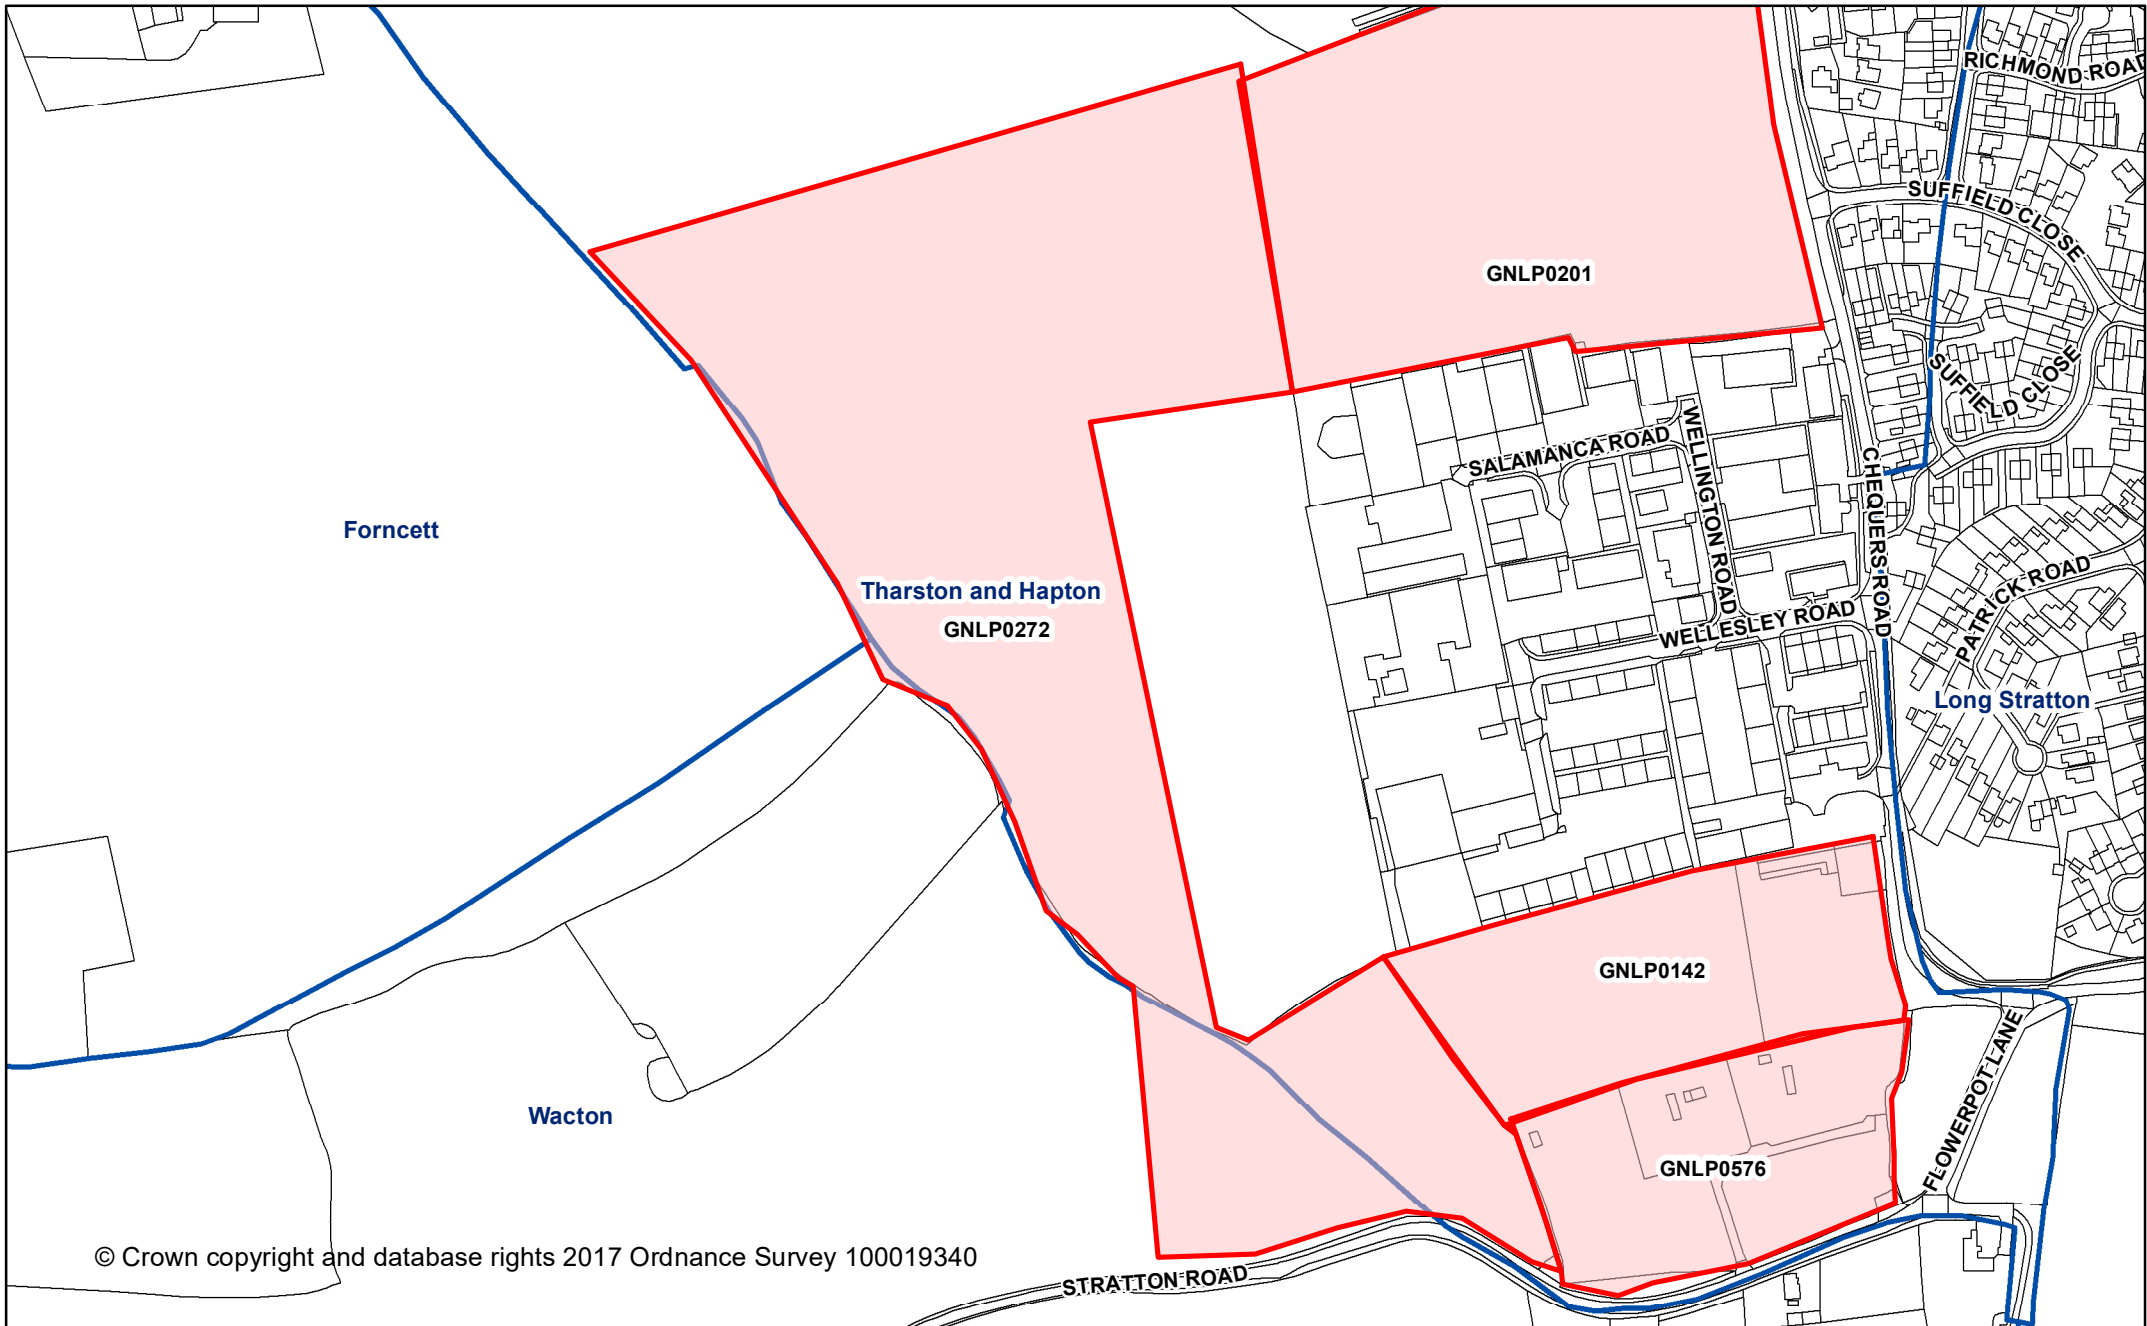 RICHMOND ROAD
SUFFIELD CLOSE
GNLP0201
SUFFIELD CLOSE
SALAMANCA ROAD
WELLINGTON ROAD
CHEQUERS ROAD
Forncett
Tharston and Hapton
GNLP0272
PATRICK ROAD
WELLESLEY ROAD
Long Stratton
GNLP0142
FLOWERPOT LANE
Wacton
GNLP0576
© Crown copyright and database rights 2017 Ordnance Survey 100019340
STRATTON ROAD